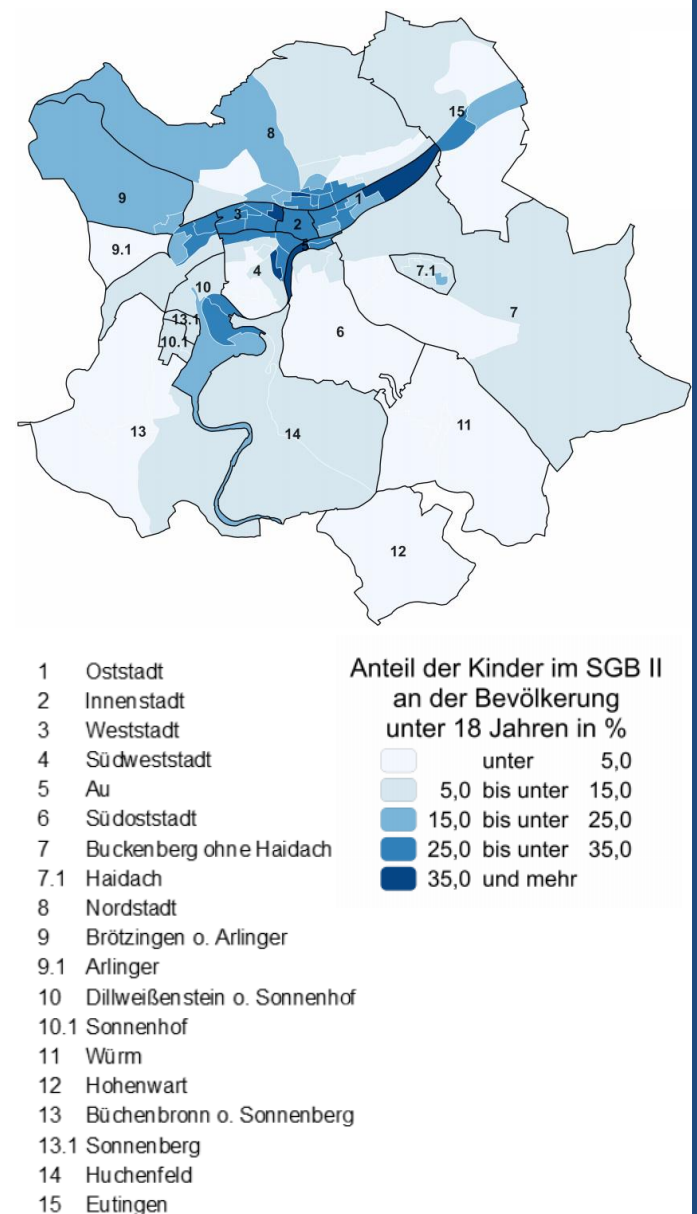 15
8
1
3
2
9
5
9.1
4
7.1
10
7
13.1
6
10.1
11
13
14
12
1 Oststadt
2 Innenstadt
3 Weststadt
4 Südweststadt
5 Au
6 Südoststadt
7 Buckenberg ohne Haidach
7.1 Haidach
8 Nordstadt
9 Brötzingen o. Arlinger
9.1 Arlinger
10 Dillweißenstein o. Sonnenhof
10.1 Sonnenhof
11 Würm
12 Hohenwart
13 Büchenbronn o. Sonnenberg
13.1 Sonnenberg
14 Huchenfeld
15 Eutingen
Anteil der Kinder im SGB II
an der Bevölkerung
unter 18 Jahren in %
unter 5,0
5,0 bis unter 15,0
15,0 bis unter 25,0
25,0 bis unter 35,0
35,0 und mehr